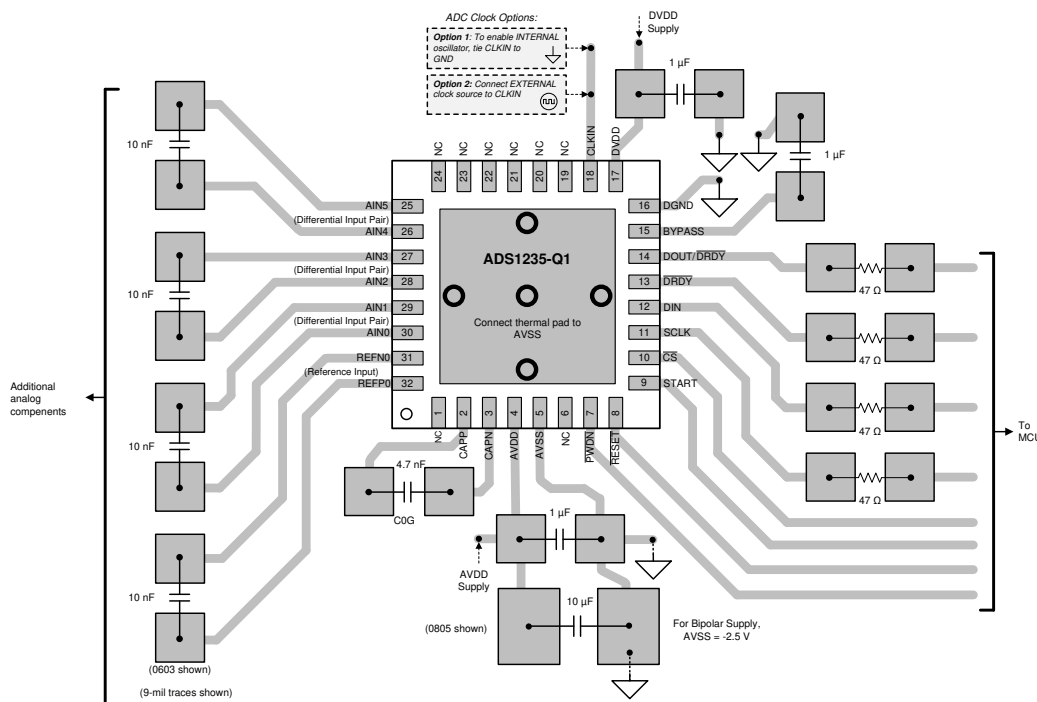 ADC Clock Options:
Option 1: To enable INTERNAL
oscillator, tie CLKIN to
GND
Option 2: Connect EXTERNAL
clock source to CLKIN
DVDD
Supply
1 µF
1 µF
10 nF
10 nF
10 nF
10 nF
NC
NC
NC
NC
NC
NC
CLKIN
DVDD
24
23
22
21
20
19
18
17
AIN5
25
(Differential Input Pair)
AIN4
26
AIN3
27
(Differential Input Pair)
AIN2
28
AIN1
29
(Differential Input Pair)
AIN0
30
REFN0
31
(Reference Input)
REFP0
32
ADS1235-Q1
Connect thermal pad to
AVSS
16
DGND
15
BYPASS
14
DOUT/DRDY
13
DRDY
12
DIN
11
SCLK
10
CS
9
START
1
2
3
4
5
6
7
8
NC
CAPP
CAPN
AVDD
AVSS
NC
PWDN
RESET
47 Ω
47 Ω
47 Ω
47 Ω
To
MCU
Additional
analog
compenents
4.7 nF
C0G
1 µF
AVDD
Supply
10 µF
(0805 shown)
For Bipolar Supply,
AVSS = -2.5 V
(0603 shown)
(9-mil traces shown)